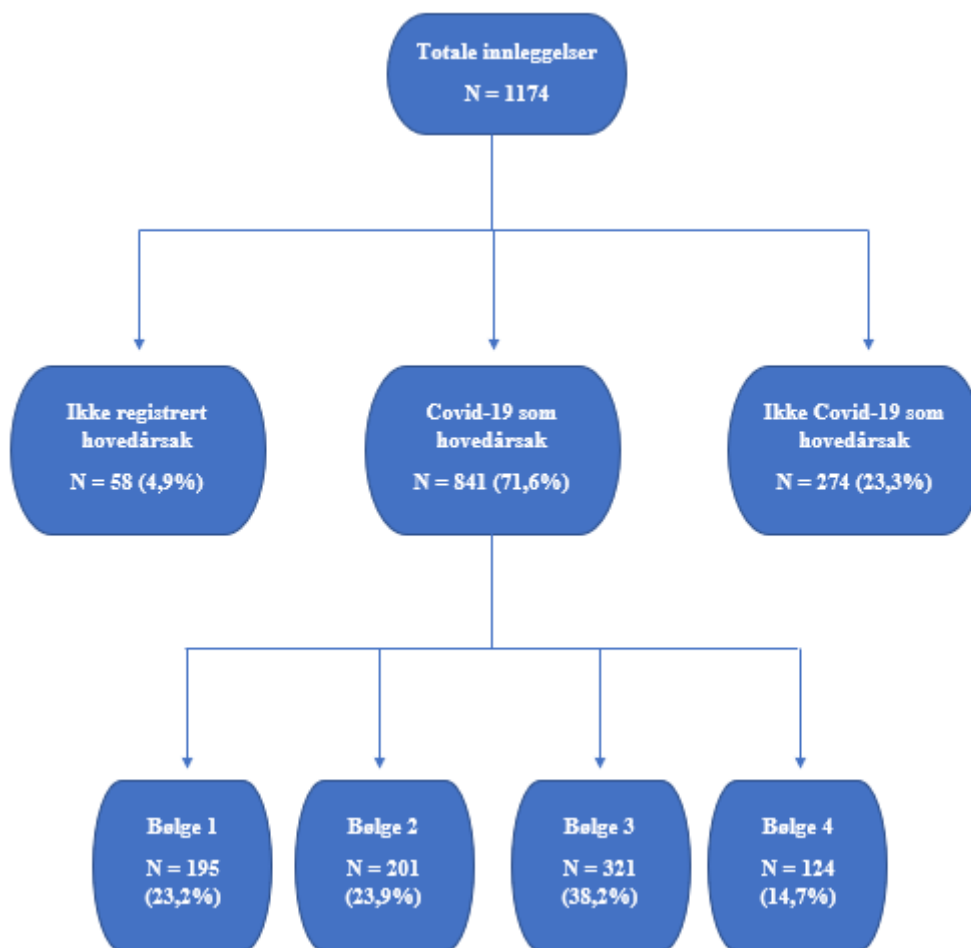 Totale innleggelser
N = 1174
Ikke registrert
hovedårsak
N = 58 (4,9%)
Covid-19 som
hovedårsak
N = 841 (71,6%)
Ikke Covid-19 som
hovedårsak
N = 274 (23,3%)
Bølge 1
N = 195
(23,2%)
Bølge 2
N = 201
(23,9%)
Bølge 3
N = 321
(38,2%)
Bølge 4
N = 124
(14,7%)